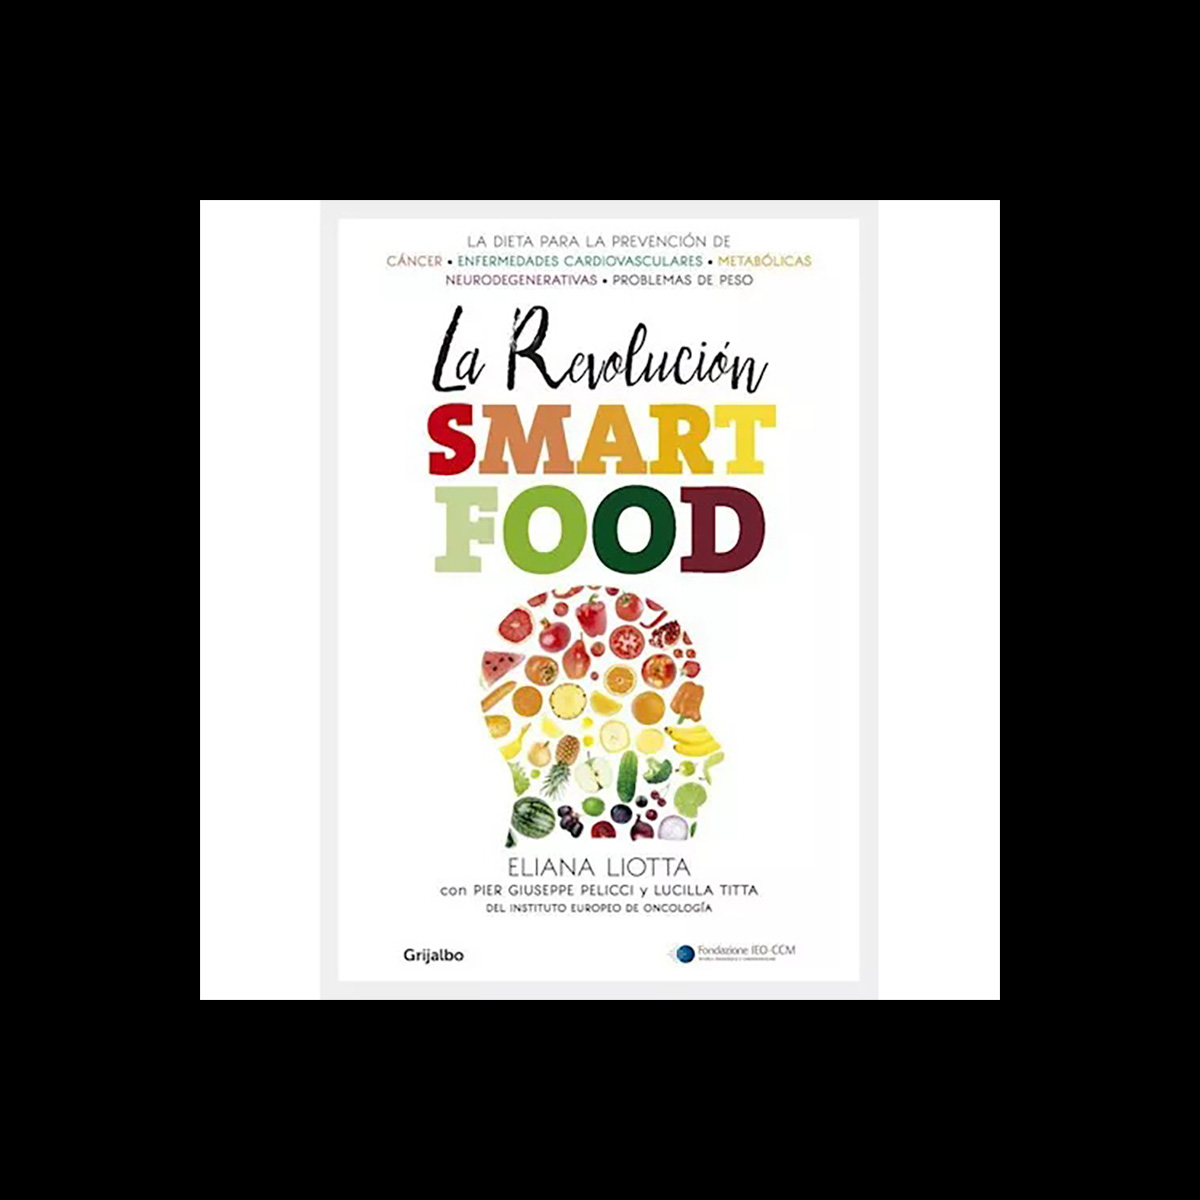 LA DIETA PARA LA PREVENCIÓN DE
CÁNCER • ENFERMEDADES CARDIOVASCULARES • METABÓLICAS
NEURODEGENERATIVAS • PROBLEMAS DE PESO
La Revolución
SMART
FOOD
ELIANA LIOTTA
con PIER GIUSEPPE PELICCI y LUCILLA TITTA
DEL INSTITUTO EUROPEO DE ONCOLOGÍA
Grijalbo
Fondazione IEO-CCM